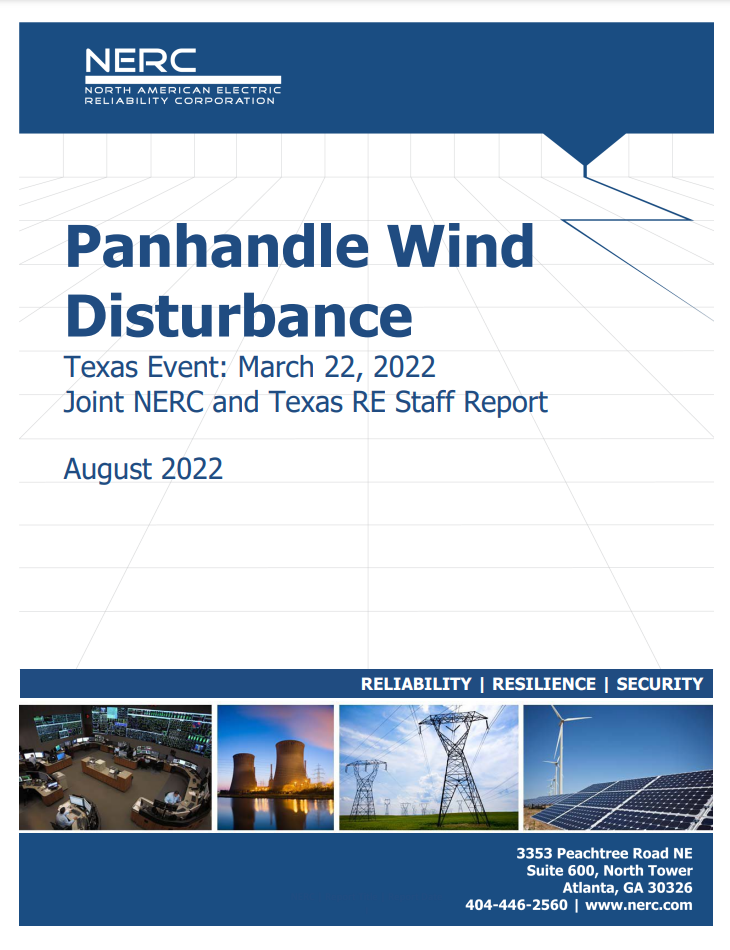 NERC
NORTH AMERICAN ELECTRIC
RELIABILITY CORPORATION
Panhandle Wind
Disturbance
Texas Event: March 22, 2022
Joint NERC and Texas RE Staff Report
August 2022
RELIABILITY | RESILIENCE | SECURITY
3353 Peachtree Road NE
Suite 600, North Tower
Atlanta, GA 30326
404-446-2560 | www.nerc.com